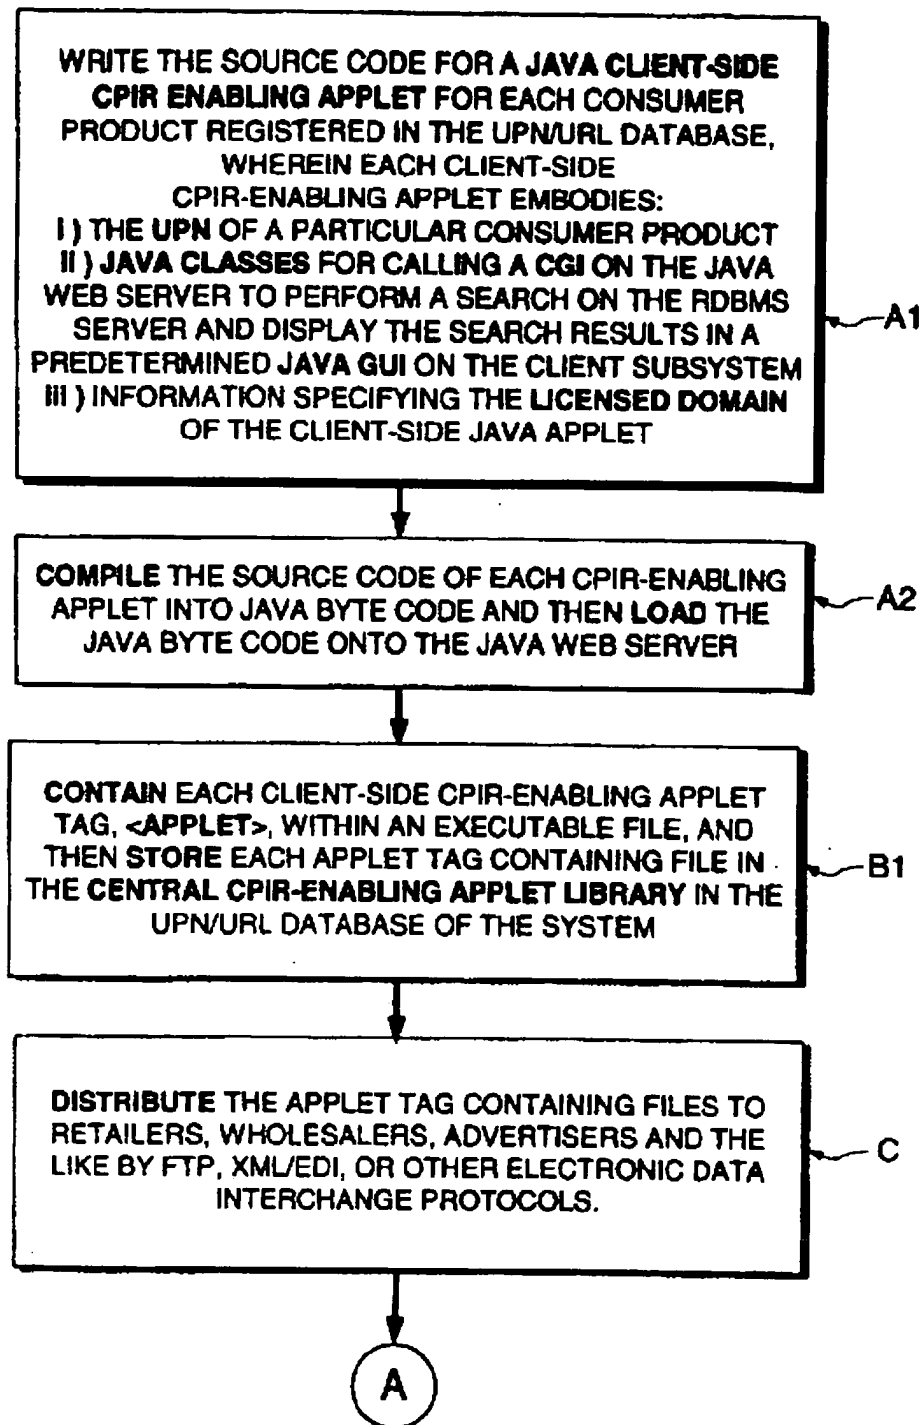 WRITE THE SOURCE CODE FOR A JAVA CLIENT-SIDE
CPIR ENABLING APPLET FOR EACH CONSUMER
PRODUCT REGISTERED IN THE UPN/URL DATABASE,
WHEREIN EACH CLIENT-SIDE
CPIR-ENABLING APPLET EMBODIES:
I ) THE UPN OF A PARTICULAR CONSUMER PRODUCT
II ) JAVA CLASSES FOR CALLING A CGI ON THE JAVA
WEB SERVER TO PERFORM A SEARCH ON THE RDBMS
SERVER AND DISPLAY THE SEARCH RESULTS IN A
PREDETERMINED JAVA GUI ON THE CLIENT SUBSYSTEM
III ) INFORMATION SPECIFYING THE LICENSED DOMAIN
OF THE CLIENT-SIDE JAVA APPLET
A1
COMPILE THE SOURCE CODE OF EACH CPIR-ENABLING
APPLET INTO JAVA BYTE CODE AND THEN LOAD THE
JAVA BYTE CODE ONTO THE JAVA WEB SERVER
A2
CONTAIN EACH CLIENT-SIDE CPIR-ENABLING APPLET
TAG, <APPLET>, WITHIN AN EXECUTABLE FILE, AND
THEN STORE EACH APPLET TAG CONTAINING FILE IN
THE CENTRAL CPIR-ENABLING APPLET LIBRARY IN THE
UPN/URL DATABASE OF THE SYSTEM
B1
DISTRIBUTE THE APPLET TAG CONTAINING FILES TO
RETAILERS, WHOLESALERS, ADVERTISERS AND THE
LIKE BY FTP, XML/EDI, OR OTHER ELECTRONIC DATA
INTERCHANGE PROTOCOLS.
C
A